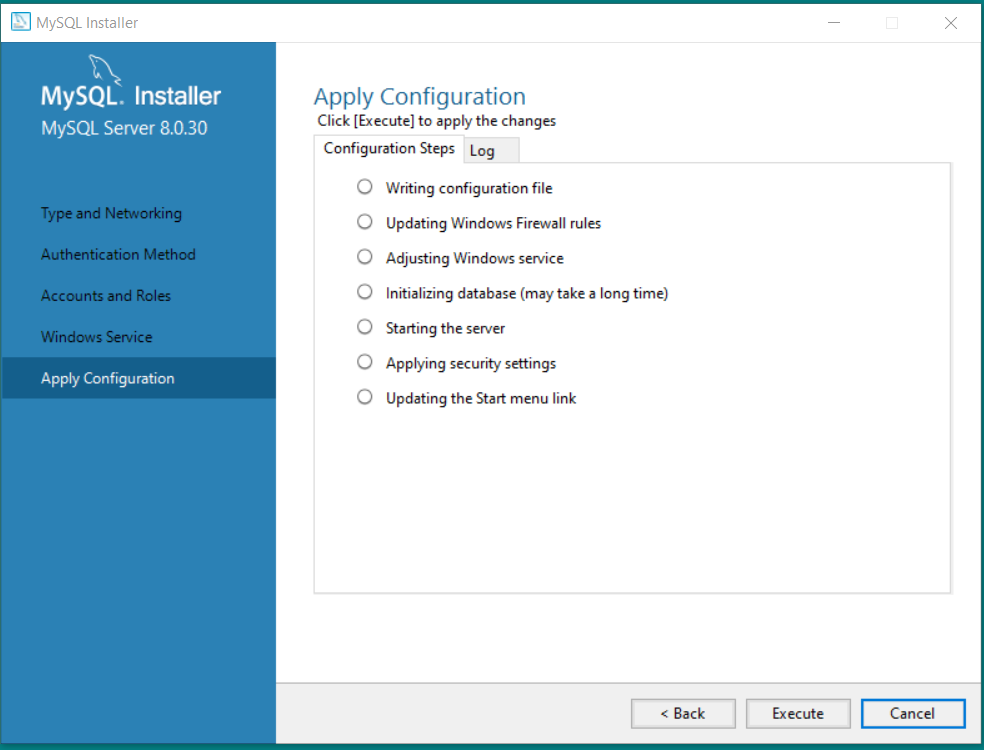 MySQL Installer
MySQL. Installer
MySQL Server 8.0.30
Type and Networking
Authentication Method
Accounts and Roles
Windows Service
Apply Configuration
Apply Configuration
Click [Execute] to apply the changes
Configuration Steps Log
Writing configuration file
Updating Windows Firewall rules
Adjusting Windows service
Initializing database (may take a long time)
Starting the server
Applying security settings
Updating the Start menu link
< Back Execute Cancel